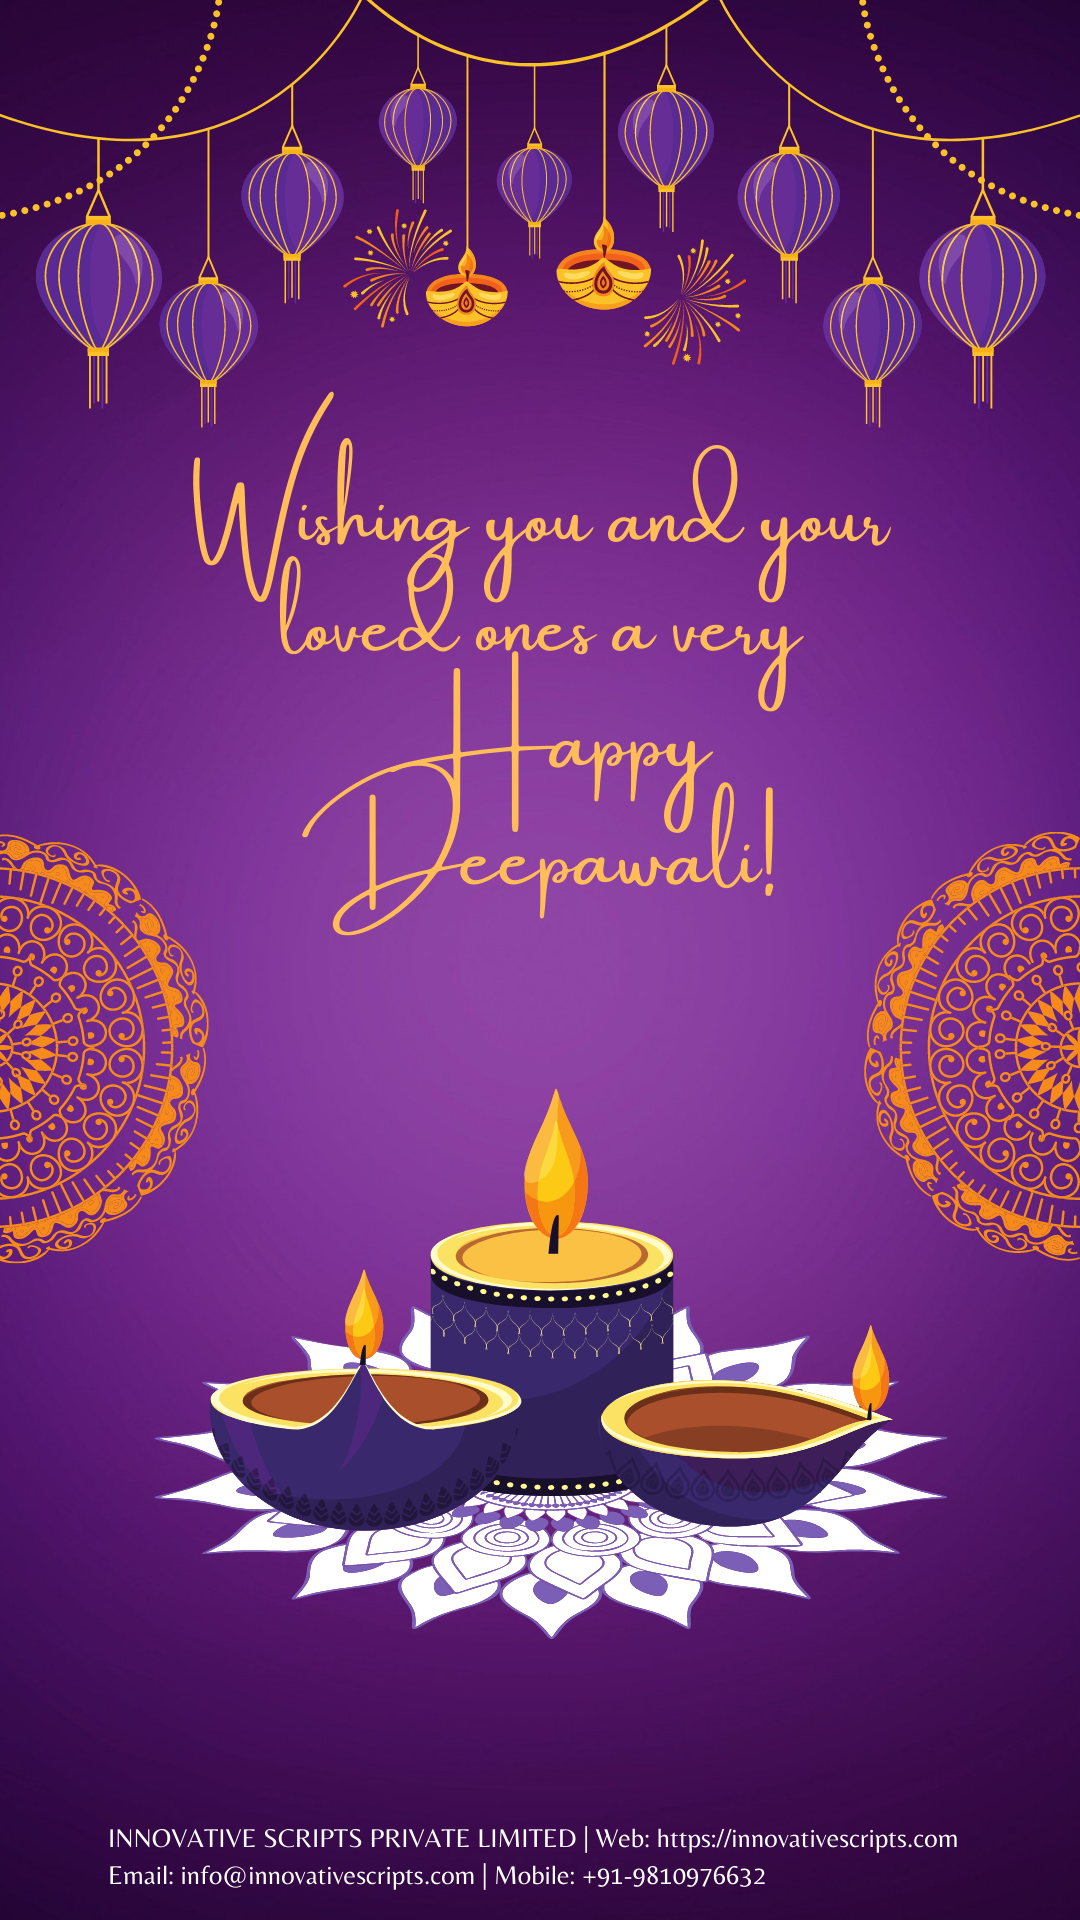 Wishing you and your
loved ones a very
Happy
Deepawali!
INNOVATIVE SCRIPTS PRIVATE LIMITED | Web: https://innovativescripts.com
Email: info@innovativescripts.com | Mobile: +91-9810976632